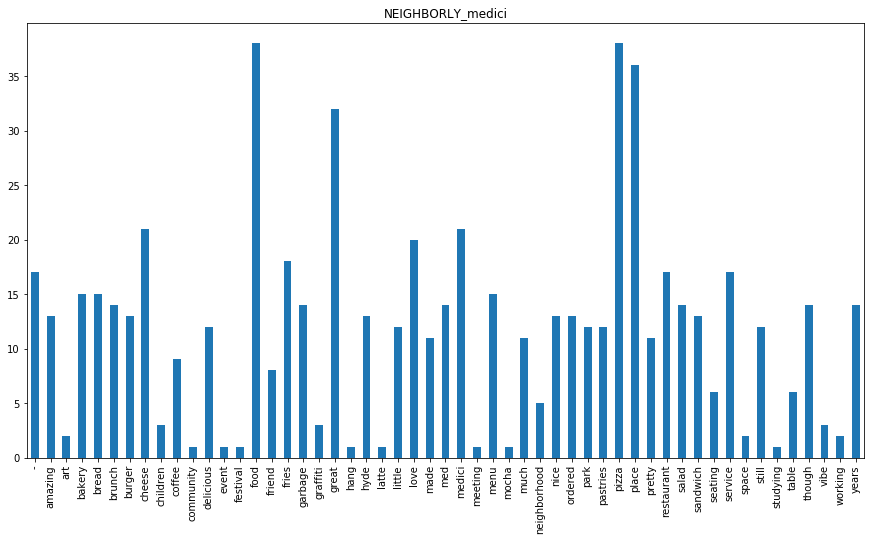 NEIGHBORLY_medici
35
30
25
20
15
10
5
0
-
amazing
art
bakery
bread
brunch
burger
cheese
children
coffee
community
delicious
event
festival
food
friend
fries
garbage
graffiti
great
hang
hyde
latte
little
love
made
med
medici
meeting
menu
mocha
much
neighborhood
nice
ordered
park
pastries
pizza
place
pretty
restaurant
salad
sandwich
seating
service
space
still
studying
table
though
vibe
working
years